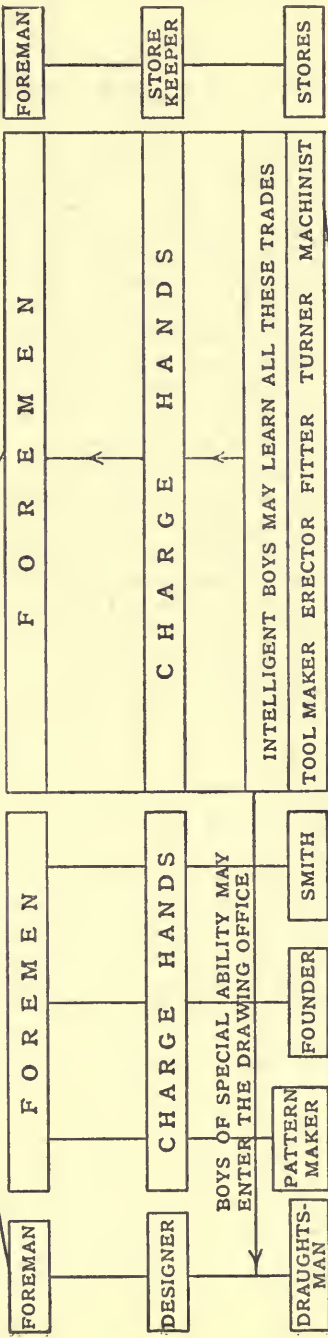 FOREMAN
FOREMEN
FOREMEN
FOREMAN
DESIGNER
CHARGE HANDS
CHARGE HANDS
STORE
KEEPER
BOYS OF SPECIAL ABILITY MAY
ENTER THE DRAWING OFFICE
INTELLIGENT BOYS MAY LEARN ALL THESE TRADES
DRAUGHTS-
MAN
PATTERN
MAKER
FOUNDER
SMITH
TOOL MAKER ERECTOR FITTER TURNER MACHINIST
STORES